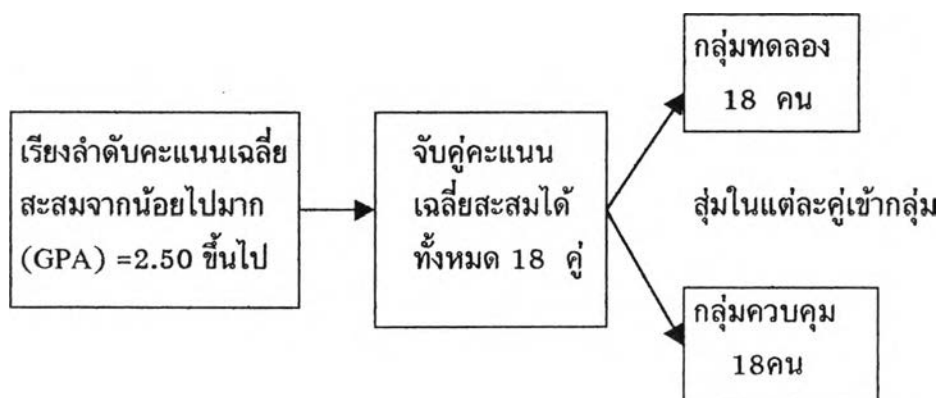 เรียงลำดับคะแนนเฉลี่ย
สะสมจากน้อยไปมาก
(GPA) =2.50 ขึ้นไป
จับคู่คะแนน
เฉลี่ยสะสมได้
ทั้งหมด 18 คู่
กลุ่มทดลอง
18 คน
สุ่มในแต่ละคู่เข้ากลุ่ม
กลุ่มควบคุม
18คน